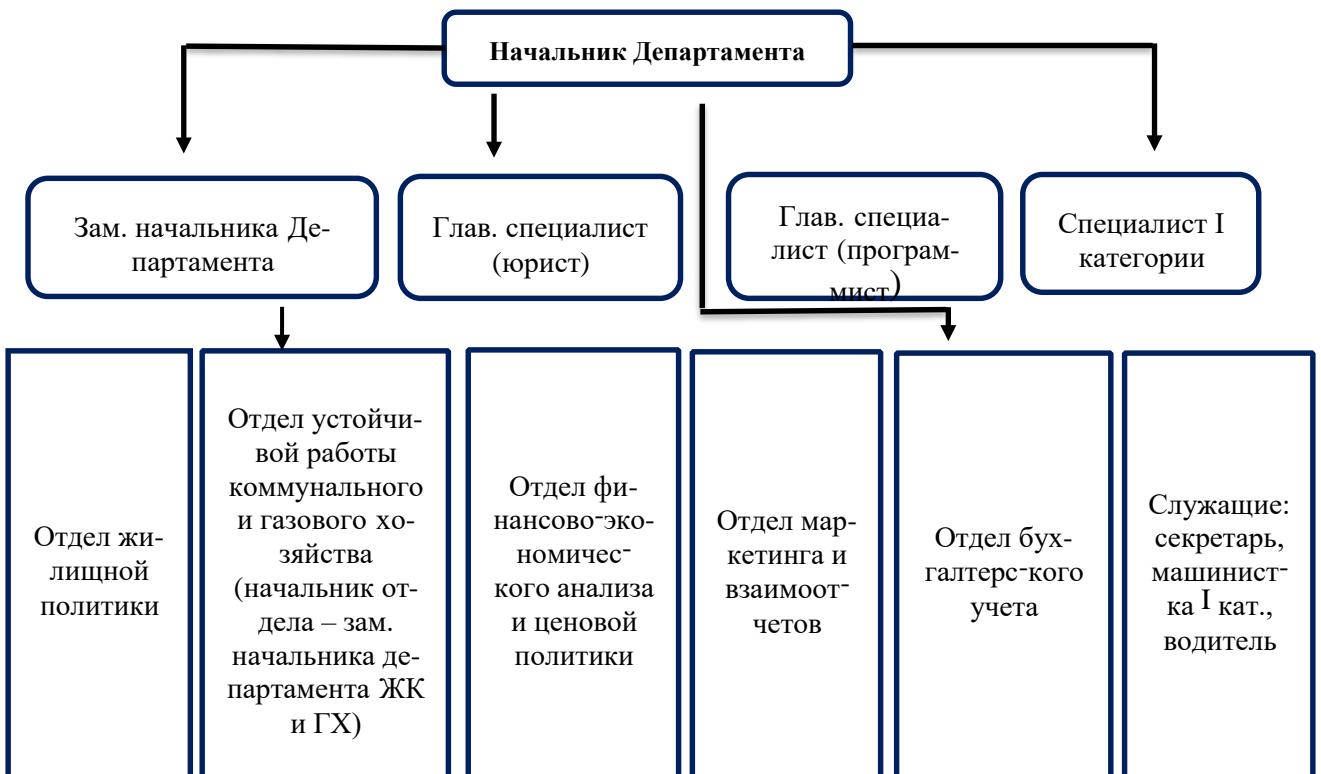 Начальник Департамента
Зам. начальника Де-
партамента
Глав. специалист
(юрист)
Глав. специа-
лист (програм-
мист)
Специалист I
категории
Отдел жи-
лищной
политики
Отдел устойчи-
вой работы
коммунального
и газового хо-
зяйства
(начальник от-
дела – зам.
начальника де-
партамента ЖК
и ГХ)
Отдел фи-
нансово-эко-
номичес-
кого анализа
и ценовой
политики
Отдел мар-
кетинга и
взаимоот-
четов
Отдел бух-
галтерс-кого
учета
Служащие:
секретарь,
машинист-
ка I кат.,
водитель